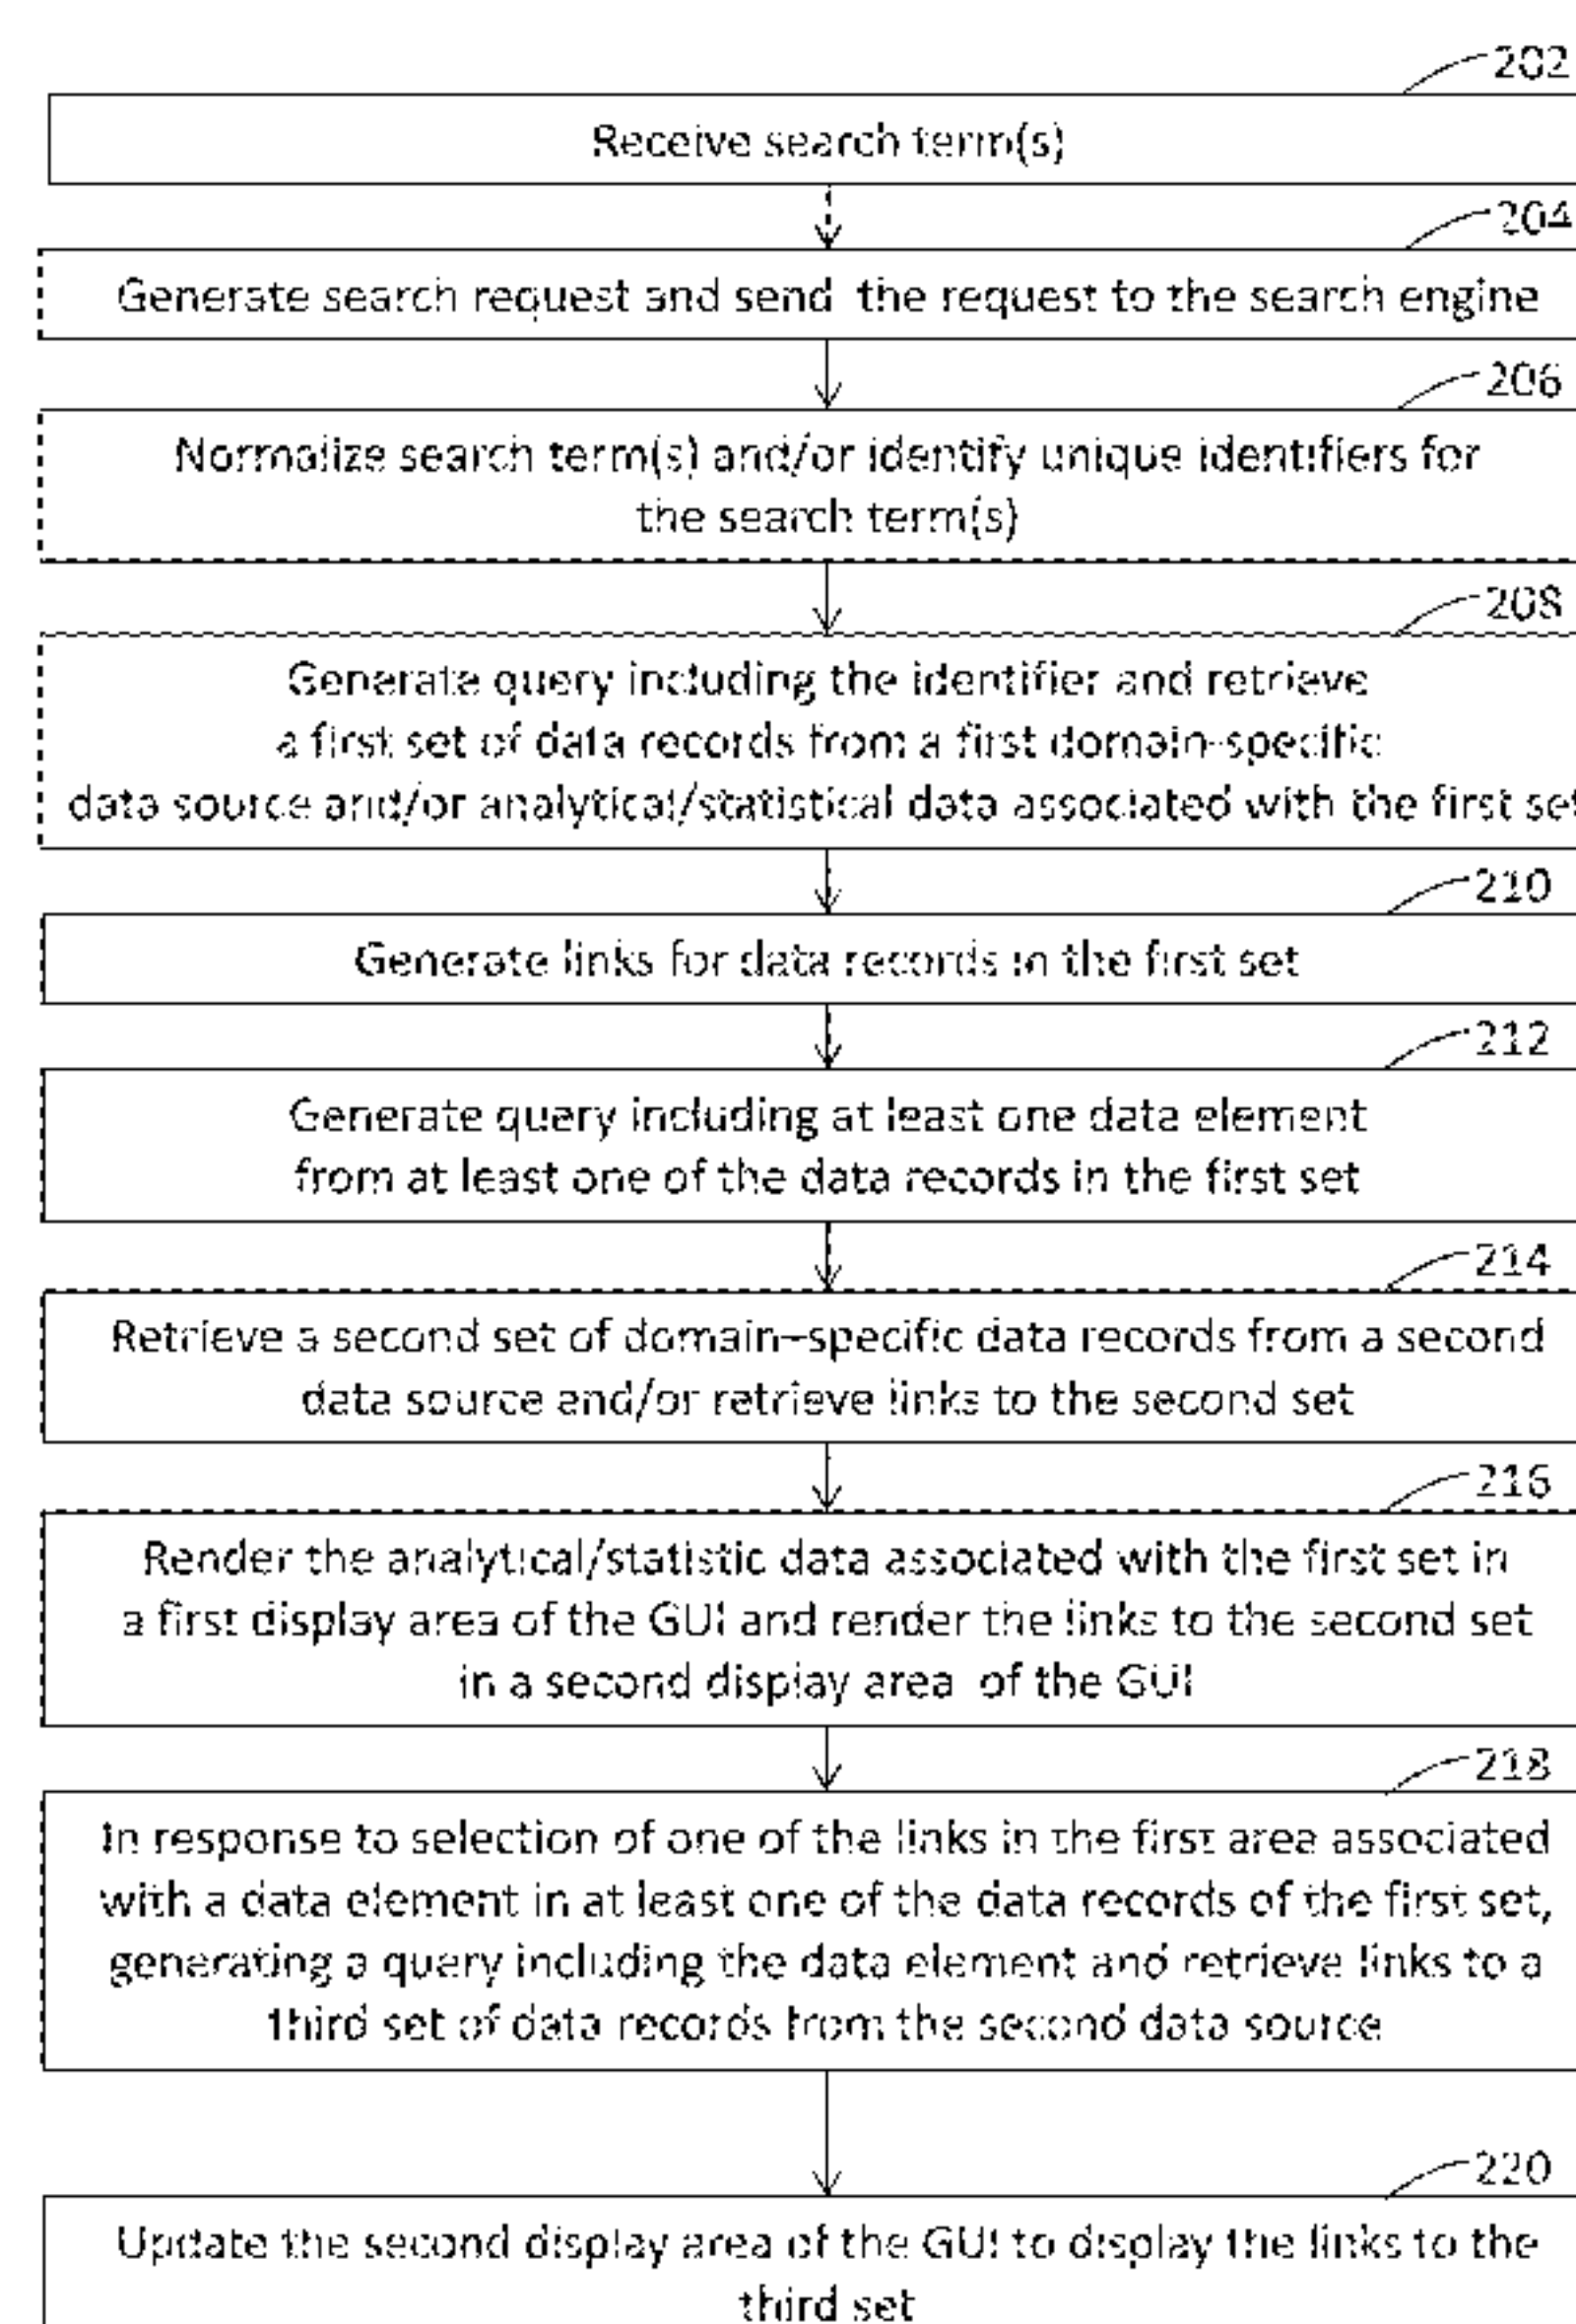 202
Receive search term(s)
204
Generate search request and send the request to the search engine
206
Normalize search term(s) and/or identify unique identifiers for
the search term(s)
208
Generate query including the identifier and retrieve
a first set of data records from a first domain-specific
data source and/or analytical/statistical data associated with the first set
210
Generate links for data records in the first set
212
Generate query including at least one data element
from at least one of the data records in the first set
214
Retrieve a second set of domain-specific data records from a second
data source and/or retrieve links to the second set
216
Render the analytical/statistic data associated with the first set in
a first display area of the GUI and render the links to the second set
in a second display area of the GUI
218
In response to selection of one of the links in the first area associated
with a data element in at least one of the data records of the first set,
generating a query including the data element and retrieve links to a
third set of data records from the second data source
220
Update the second display area of the GUI to display the links to the
third set